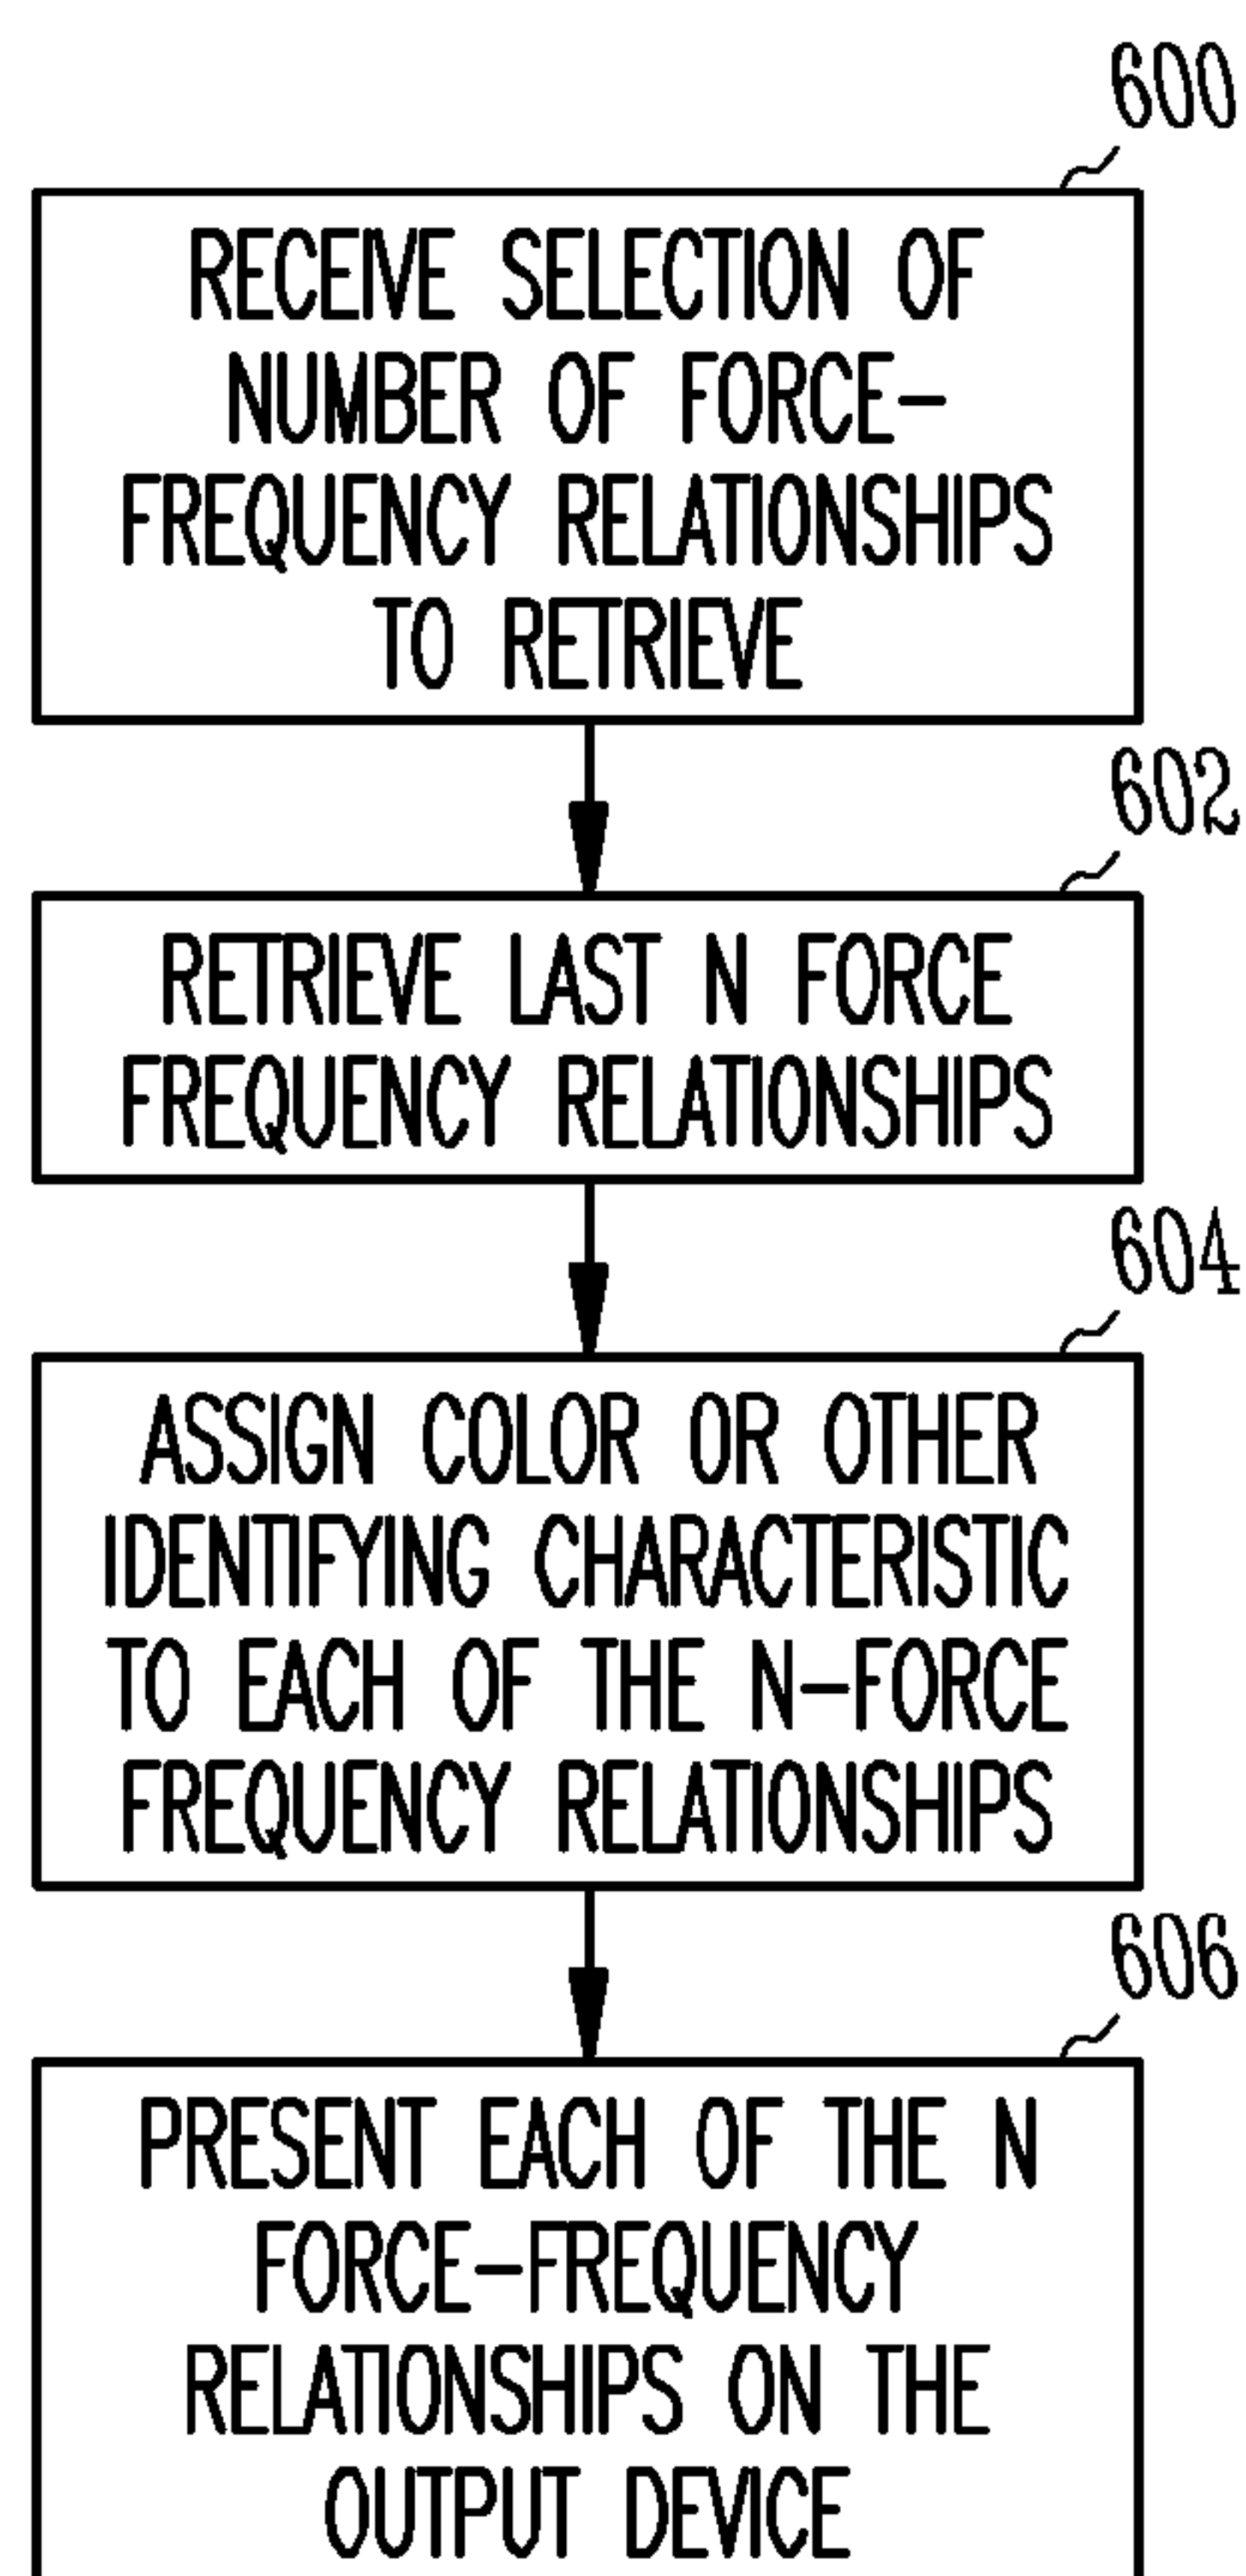 600
RECEIVE SELECTION OF
NUMBER OF FORCE-
FREQUENCY RELATIONSHIPS
TO RETRIEVE
602
RETRIEVE LAST N FORCE
FREQUENCY RELATIONSHIPS
604
ASSIGN COLOR OR OTHER
IDENTIFYING CHARACTERISTIC
TO EACH OF THE N-FORCE
FREQUENCY RELATIONSHIPS
606
PRESENT EACH OF THE N
FORCE-FREQUENCY
RELATIONSHIPS ON THE
OUTPUT DEVICE